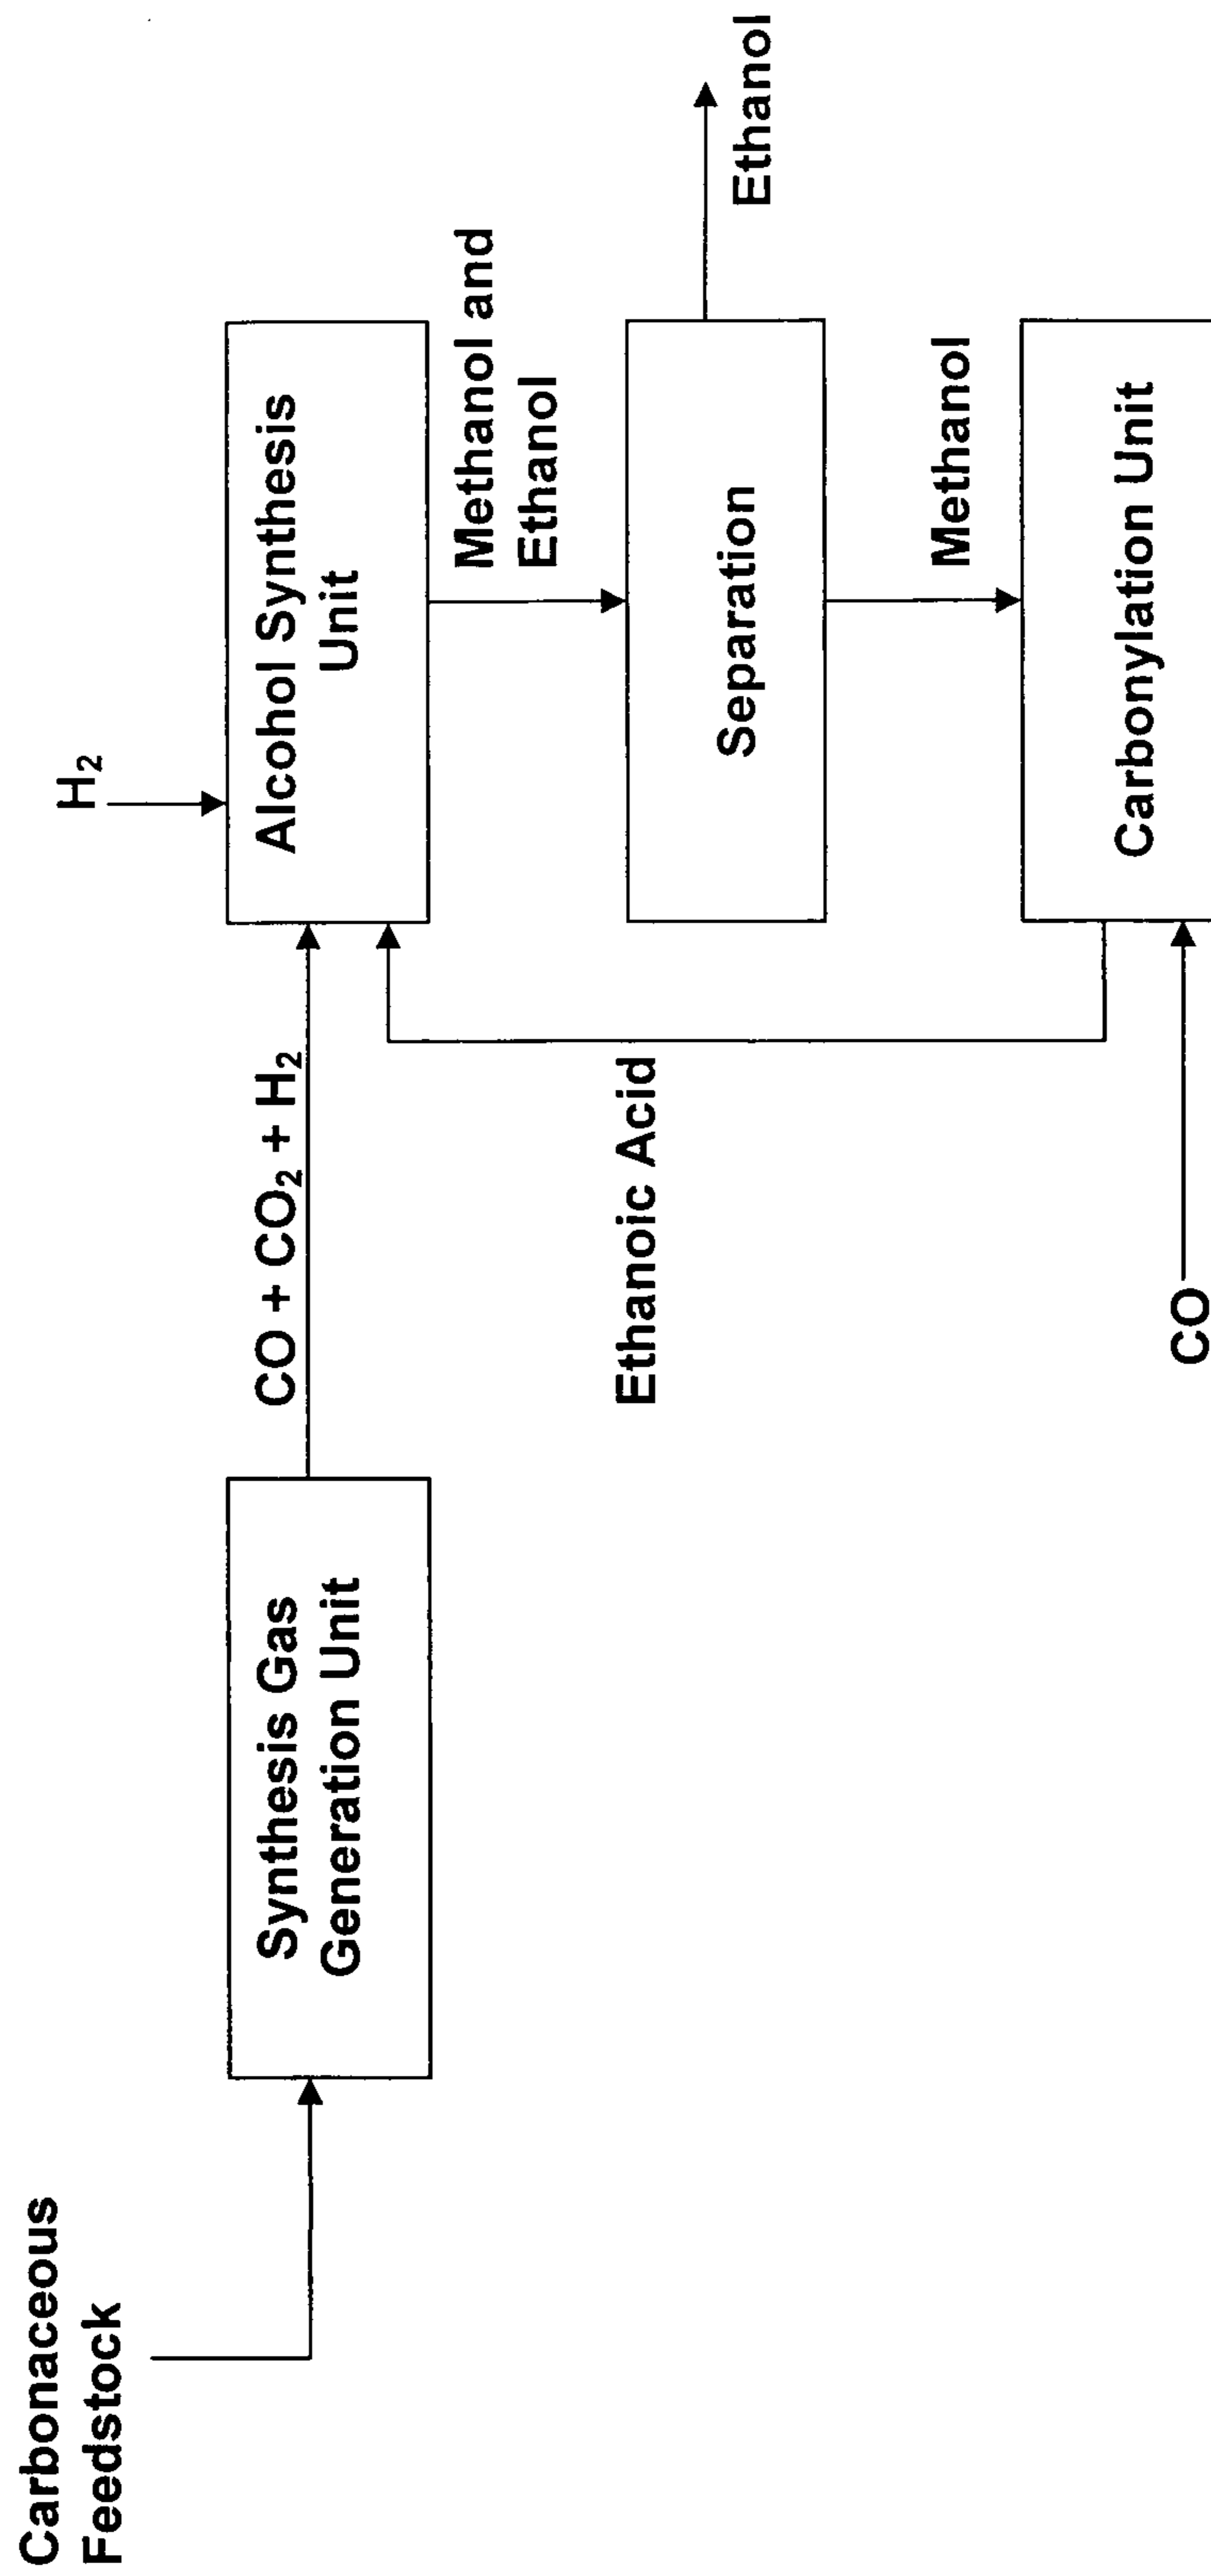 Carbonaceous
Feedstock
Synthesis Gas
Generation Unit
CO + CO₂ + H₂
H₂
Alcohol Synthesis
Unit
Methanol and
Ethanol
Separation
Ethanol
Methanol
Carbonylation Unit
Ethanoic Acid
CO